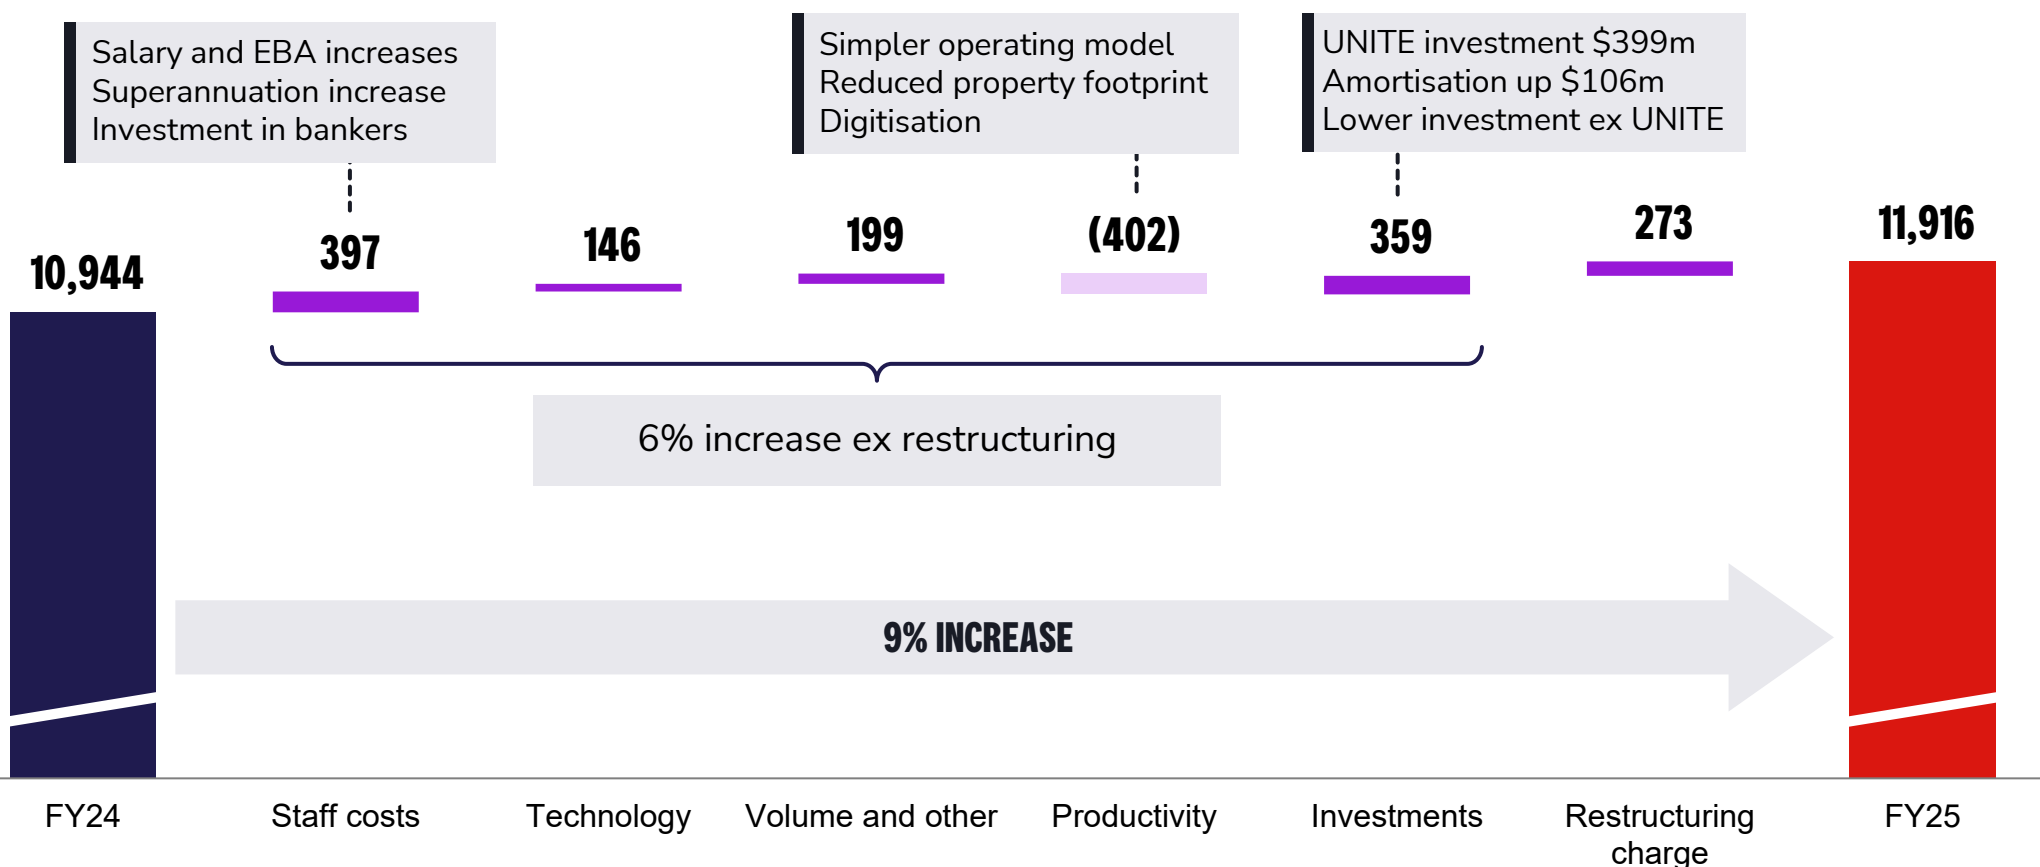 Salary and EBA increases
Superannuation increase
Investment in bankers
Simpler operating model
Reduced property footprint
Digitisation
UNITE investment $399m
Amortisation up $106m
Lower investment ex UNITE
10,944
397
146
199
(402)
359
273
11,916
6% increase ex restructuring
9% INCREASE
FY24
Staff costs
Technology
Volume and other
Productivity
Investments
Restructuring
charge
FY25